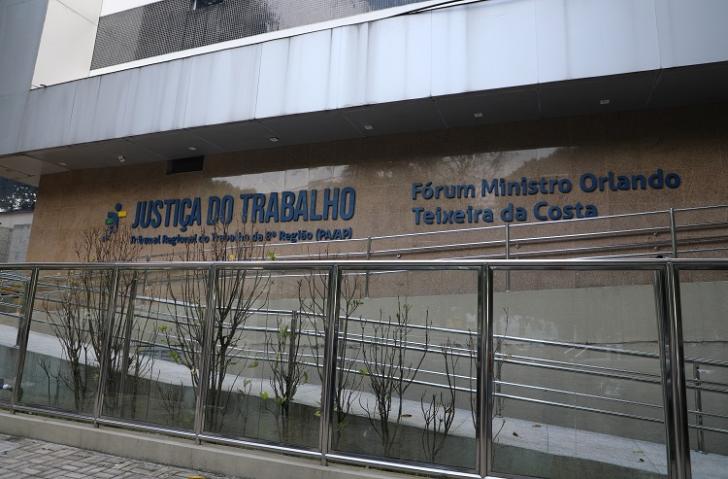 JUSTIÇA DO TRABALHO
Tribunal Regional do Trabalho da 8ª Região (PA/AP)
Fórum Ministro Orlando
Teixeira da Costa